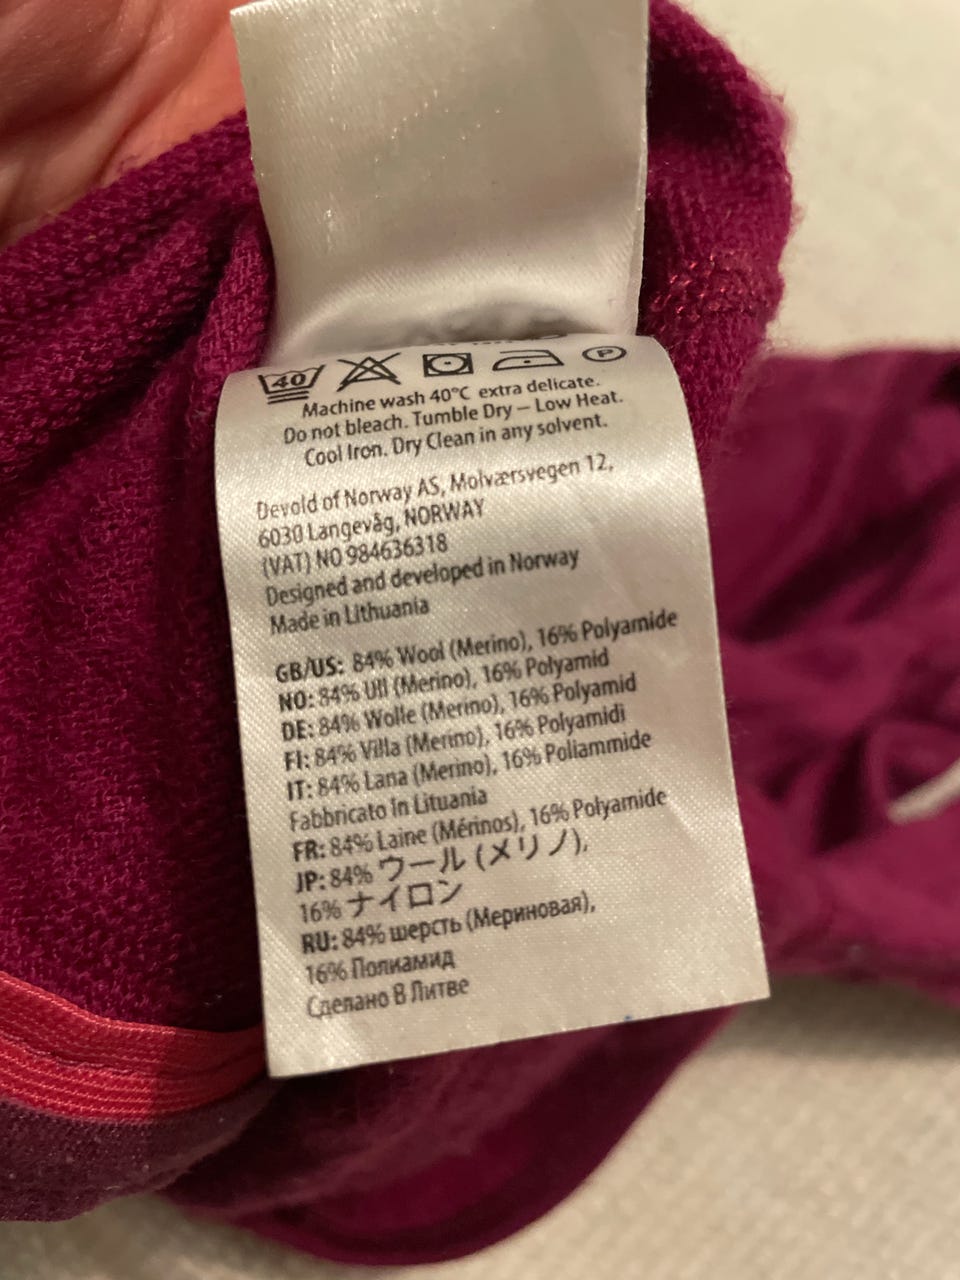 40 P
Machine wash 40°C extra delicate.
Do not bleach. Tumble Dry – Low Heat.
Cool Iron. Dry Clean in any solvent.
Devold of Norway AS, Molværsvegen 12,
6030 Langevåg, NORWAY
(VAT) NO 984636318
Designed and developed in Norway
Made in Lithuania
GB/US: 84% Wool (Merino), 16% Polyamide
NO: 84% Ull (Merino), 16% Polyamid
DE: 84% Wolle (Merino), 16% Polyamid
FI: 84% Villa (Merino), 16% Polyamidi
IT: 84% Lana (Merino), 16% Poliammide
Fabbricato in Lituania
FR: 84% Laine (Mérinos), 16% Polyamide
JP: 84% ウール (メリノ),
16% ナイロン
RU: 84% шерсть (Мериновая),
16% Полиамид
Сделано В Литве